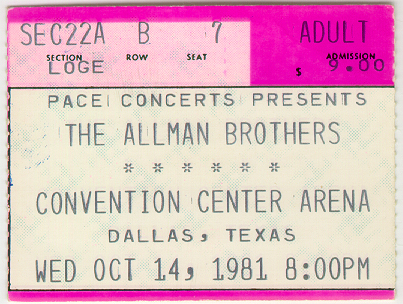 SEC22A B 7 ADULT
SECTION ROW SEAT ADMISSION
LOGE $ 9.00
PACE CONCERTS PRESENTS
THE ALLMAN BROTHERS
* * * * * *
CONVENTION CENTER ARENA
DALLAS, TEXAS
WED OCT 14, 1981 8:00PM